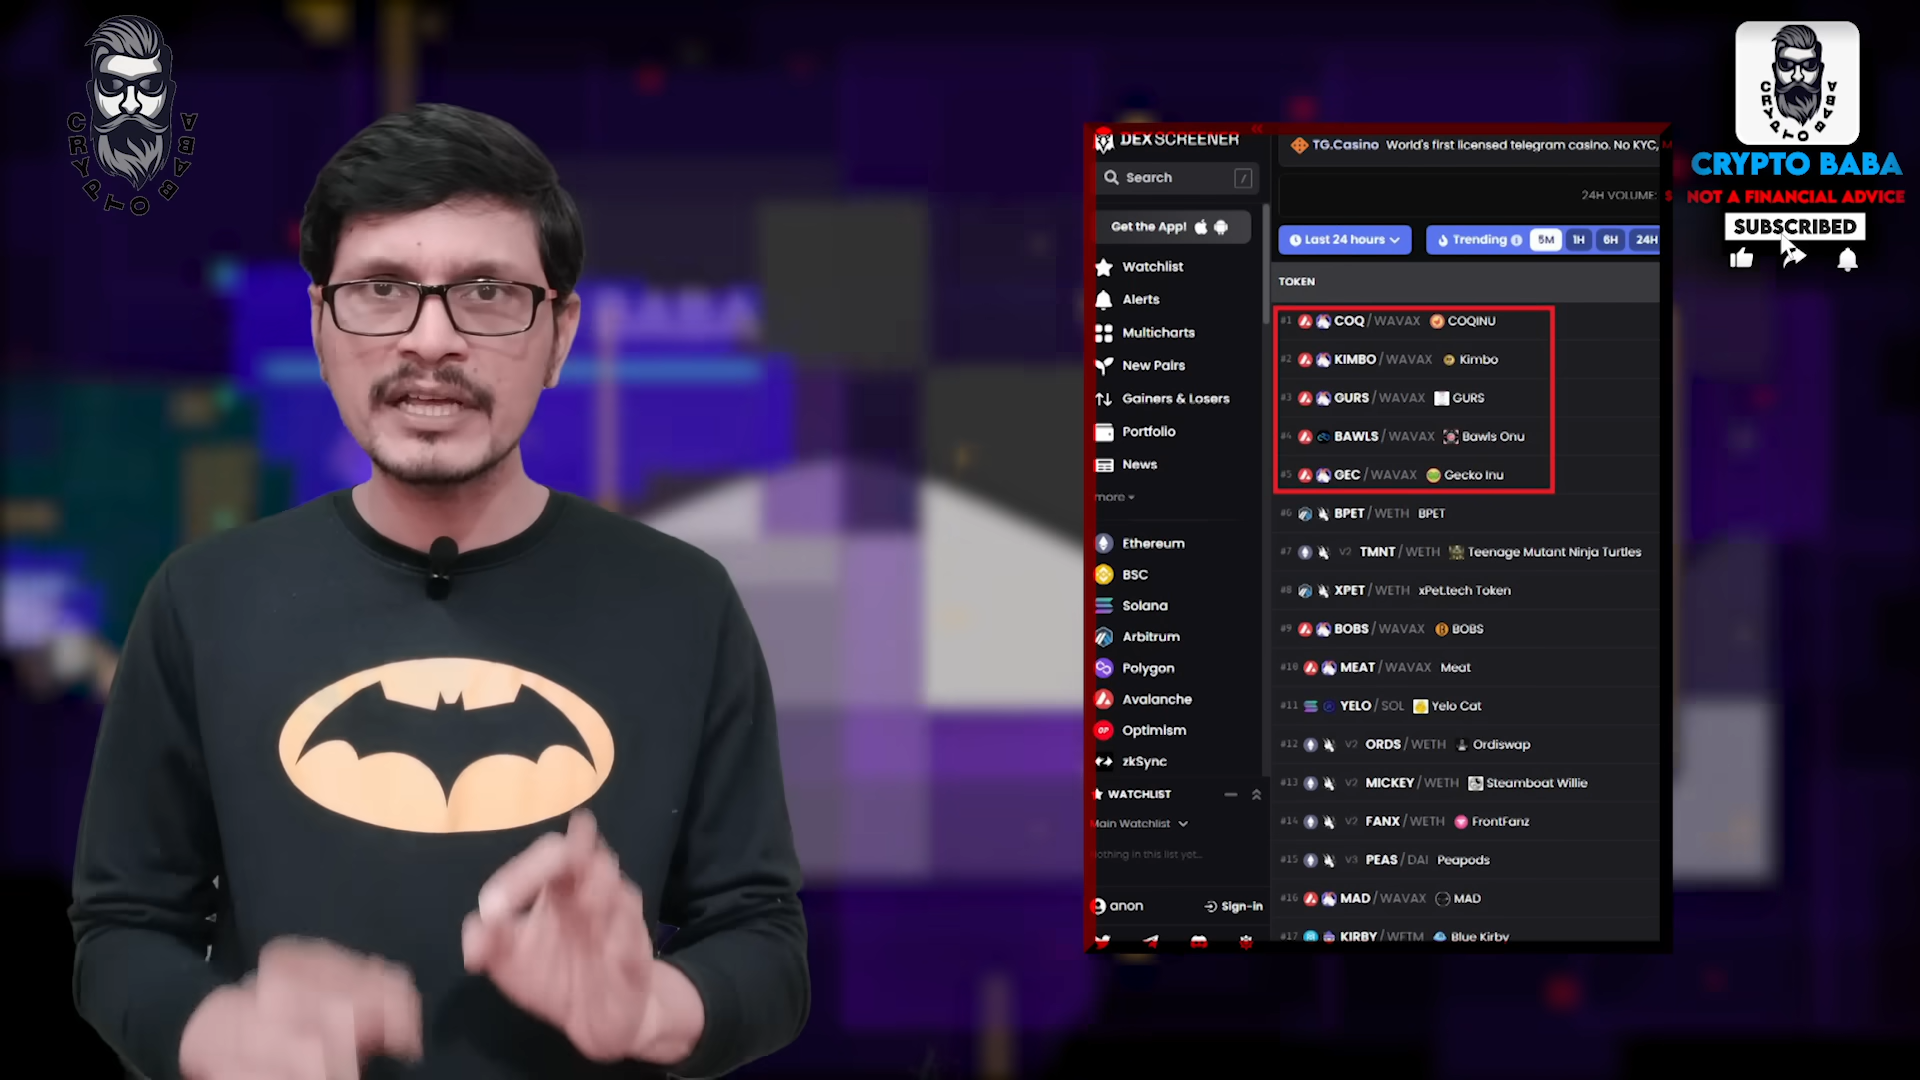 CRYPTO BABA
CRYPTO BABA
CRYPTO BABA
NOT A FINANCIAL ADVICE
SUBSCRIBED
BABA
DEXSCREENER
Search /
Get the App!
Watchlist
Alerts
Multicharts
New Pairs
Gainers & Losers
Portfolio
News
more
Ethereum
BSC
Solana
Arbitrum
Polygon
Avalanche
Optimism
zkSync
WATCHLIST
Main Watchlist
Nothing in this list yet...
anon Sign-in
TG.Casino World's first licensed telegram casino. No KYC,
24H VOLUME:
Last 24 hours Trending 5M 1H 6H 24H
TOKEN
#1 COQ/WAVAX COQINU
#2 KIMBO/WAVAX Kimbo
#3 GURS/WAVAX GURS
#4 BAWLS/WAVAX Bawls Onu
#5 GEC/WAVAX Gecko Inu
#6 BPET/WETH BPET
#7 V2 TMNT/WETH Teenage Mutant Ninja Turtles
#8 XPET/WETH xPet.tech Token
#9 BOBS/WAVAX BOBS
#10 MEAT/WAVAX Meat
#11 YELO/SOL Yelo Cat
#12 V2 ORDS/WETH Ordiswap
#13 V2 MICKEY/WETH Steamboat Willie
#14 V2 FANX/WETH FrontFanz
#15 V3 PEAS/DAI Peapods
#16 MAD/WAVAX MAD
#17 KIRBY/WFTM Blue Kirby